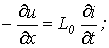 - ∂u/∂x = L₀ ∂i/∂t;